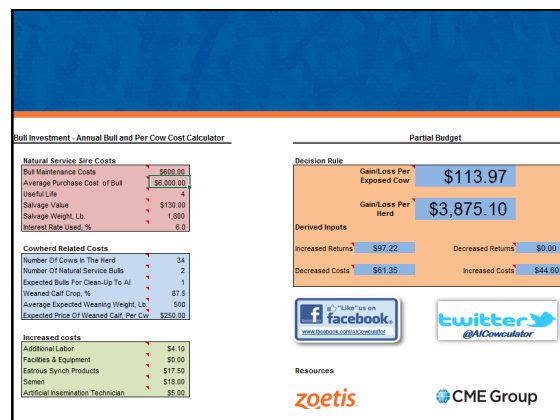 Bull Investment - Annual Bull and Per Cow Cost Calculator
Natural Service Sire Costs
Bull Maintenance Costs $600.00
Average Purchase Cost of Bull $6,000.00
Useful Life 4
Salvage Value $130.00
Salvage Weight, Lb. 1,800
Interest Rate Used, % 6.0
Cowherd Related Costs
Number Of Cows In The Herd 34
Number Of Natural Service Bulls 2
Expected Bulls For Clean-Up To AI 1
Weaned Calf Crop, % 87.5
Average Expected Weaning Weight, Lb. 500
Expected Price Of Weaned Calf, Per Cw $250.00
Increased costs
Additional Labor $4.10
Facilities & Equipment $0.00
Estrous Synch Products $17.50
Semen $18.00
Artificial Insemination Technician $5.00
Partial Budget
Decision Rule
Gain/Loss Per
Exposed Cow $113.97
Gain/Loss Per
Herd $3,875.10
Derived Inputs
Increased Returns $97.22 Decreased Returns $0.00
Decreased Costs $61.35 Increased Costs $44.60
"Like" us on
facebook
www.facebook.com/AICowculator
twitter
@AICowculator
Resources
zoetis
CME Group